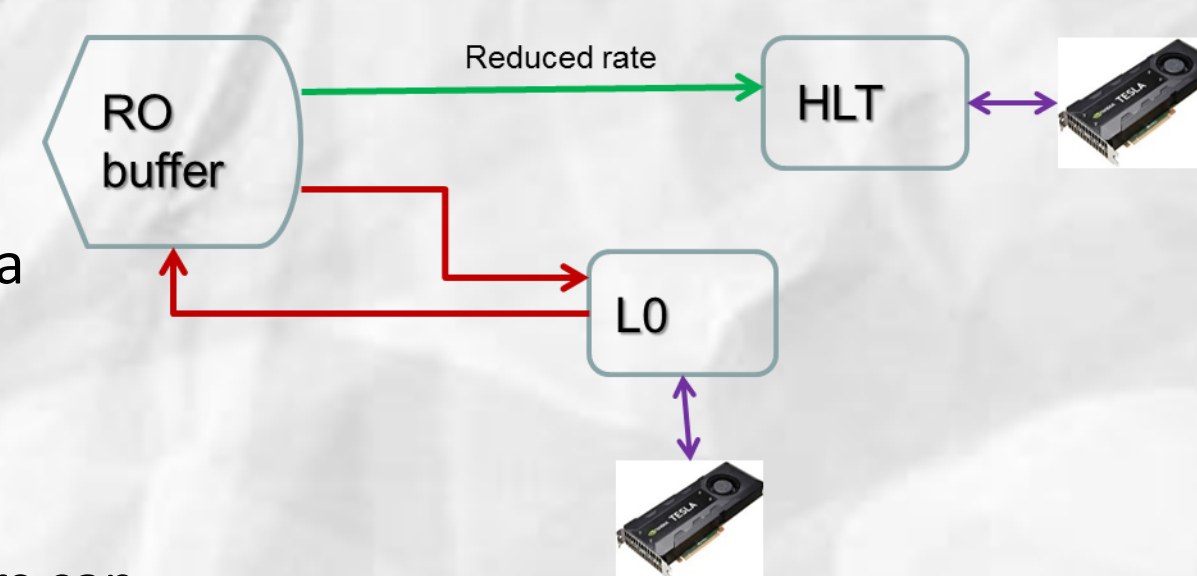 Reduced rate
RO
buffer
HLT
TESLA
a
L0
TESLA